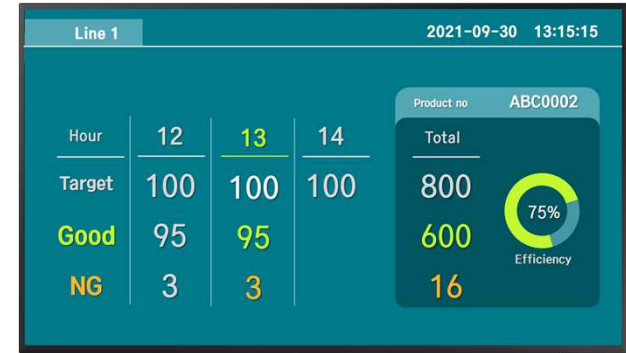 Line 1 2021-09-30 13:15:15
Product no ABC0002
Hour 12 13 14 Total
Target 100 100 100 800
75%
Good 95 95 600
Efficiency
NG 3 3 16